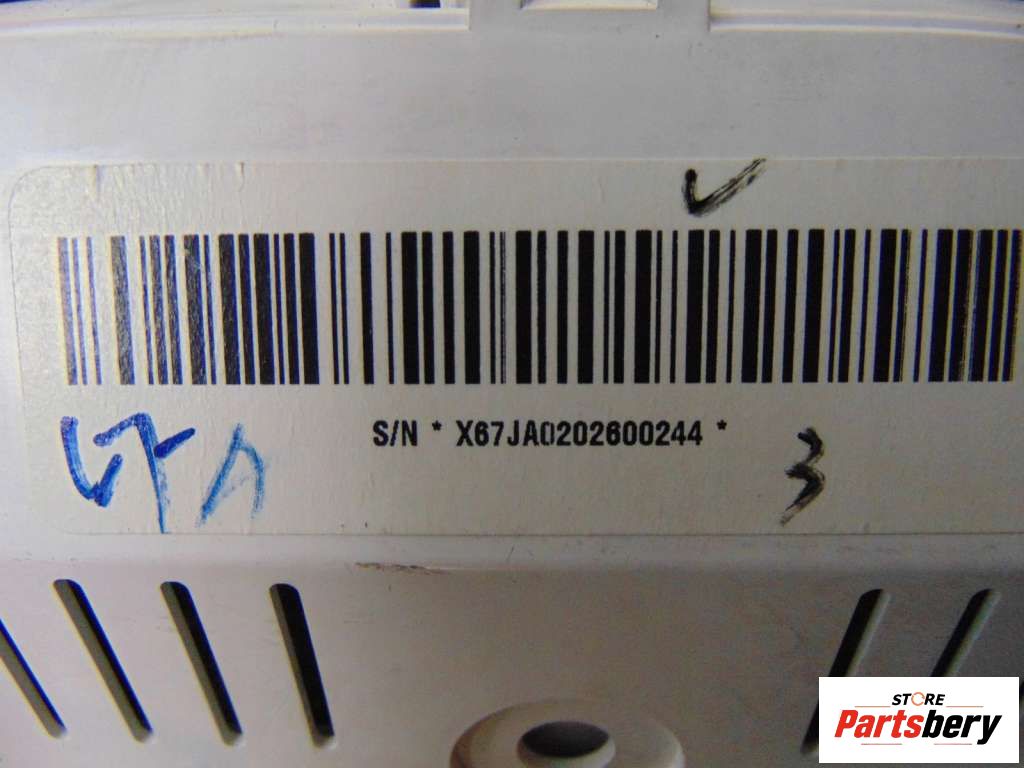 S/N * X67JA0202600244 *
3
STORE
Partsbery